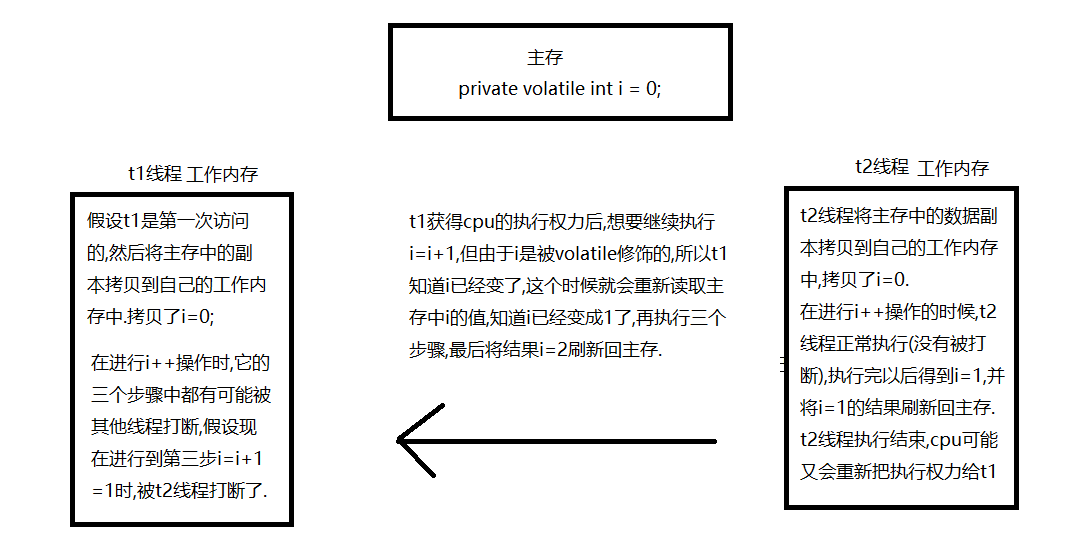 主存
private volatile int i = 0;
t1线程 工作内存
假设t1是第一次访问
的,然后将主存中的副
本拷贝到自己的工作内
存中.拷贝了i=0;
在进行i++操作时,它的
三个步骤中都有可能被
其他线程打断,假设现
在进行到第三步i=i+1
=1时,被t2线程打断了.
t1获得cpu的执行权力后,想要继续执行
i=i+1,但由于i是被volatile修饰的,所以t1
知道i已经变了,这个时候就会重新读取主
存中i的值,知道i已经变成1了,再执行三个
步骤,最后将结果i=2刷新回主存.
t2线程 工作内存
t2线程将主存中的数据副
本拷贝到自己的工作内存
中,拷贝了i=0.
在进行i++操作的时候,t2
线程正常执行(没有被打
断),执行完以后得到i=1,并
将i=1的结果刷新回主存.
t2线程执行结束,cpu可能
又会重新把执行权力给t1